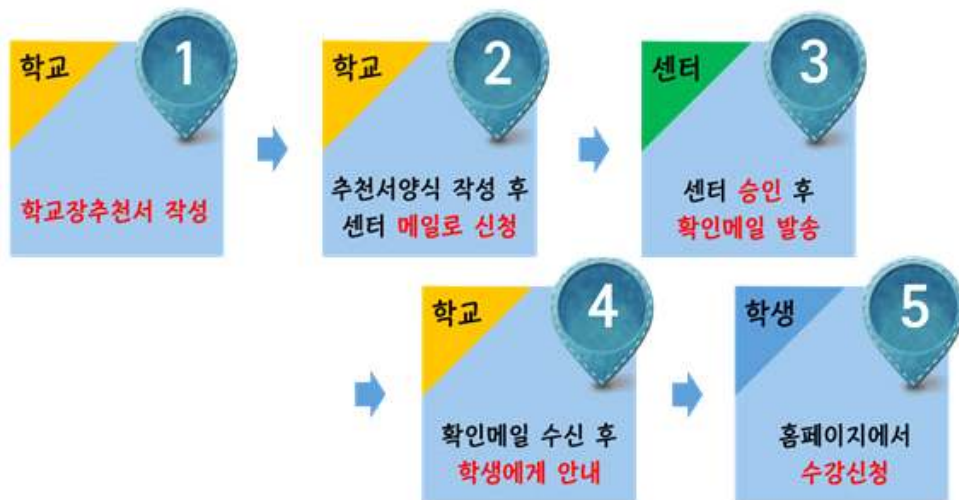 학교
1
학교장추천서 작성
학교
2
추천서양식 작성 후
센터 메일로 신청
센터
3
센터 승인 후
확인메일 발송
학교
4
확인메일 수신 후
학생에게 안내
학생
5
홈페이지에서
수강신청